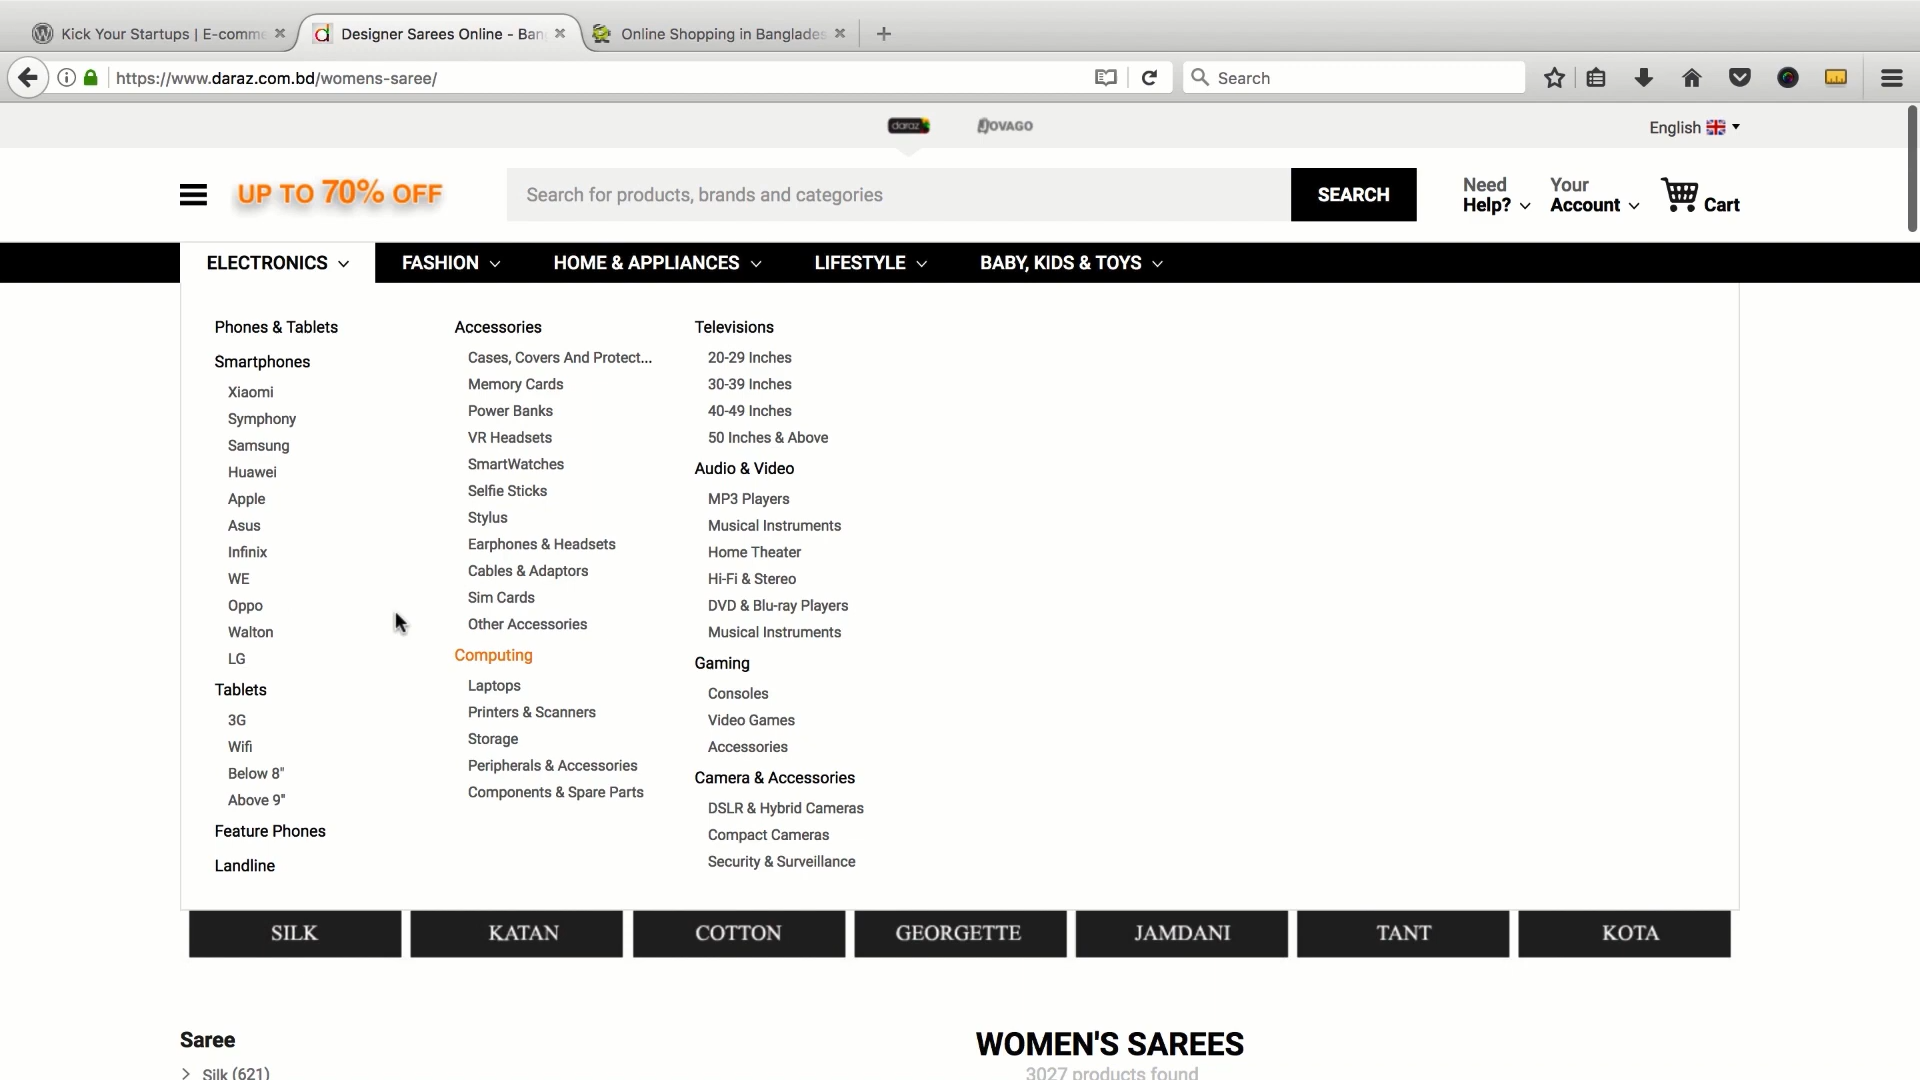 Kick Your Startups | E-comme
Designer Sarees Online - Ban
Online Shopping in Banglades
https://www.daraz.com.bd/womens-saree/
Search
daraz
JOVAGO
English
UP TO 70% OFF
Search for products, brands and categories
SEARCH
Need Help?
Your Account
Cart
ELECTRONICS
FASHION
HOME & APPLIANCES
LIFESTYLE
BABY, KIDS & TOYS
Phones & Tablets
Smartphones
Xiaomi
Symphony
Samsung
Huawei
Apple
Asus
Infinix
WE
Oppo
Walton
LG
Tablets
3G
Wifi
Below 8"
Above 9"
Feature Phones
Landline
Accessories
Cases, Covers And Protect...
Memory Cards
Power Banks
VR Headsets
SmartWatches
Selfie Sticks
Stylus
Earphones & Headsets
Cables & Adaptors
Sim Cards
Other Accessories
Computing
Laptops
Printers & Scanners
Storage
Peripherals & Accessories
Components & Spare Parts
Televisions
20-29 Inches
30-39 Inches
40-49 Inches
50 Inches & Above
Audio & Video
MP3 Players
Musical Instruments
Home Theater
Hi-Fi & Stereo
DVD & Blu-ray Players
Musical Instruments
Gaming
Consoles
Video Games
Accessories
Camera & Accessories
DSLR & Hybrid Cameras
Compact Cameras
Security & Surveillance
SILK
KATAN
COTTON
GEORGETTE
JAMDANI
TANT
KOTA
Saree
Silk (621)
WOMEN'S SAREES
3027 products found